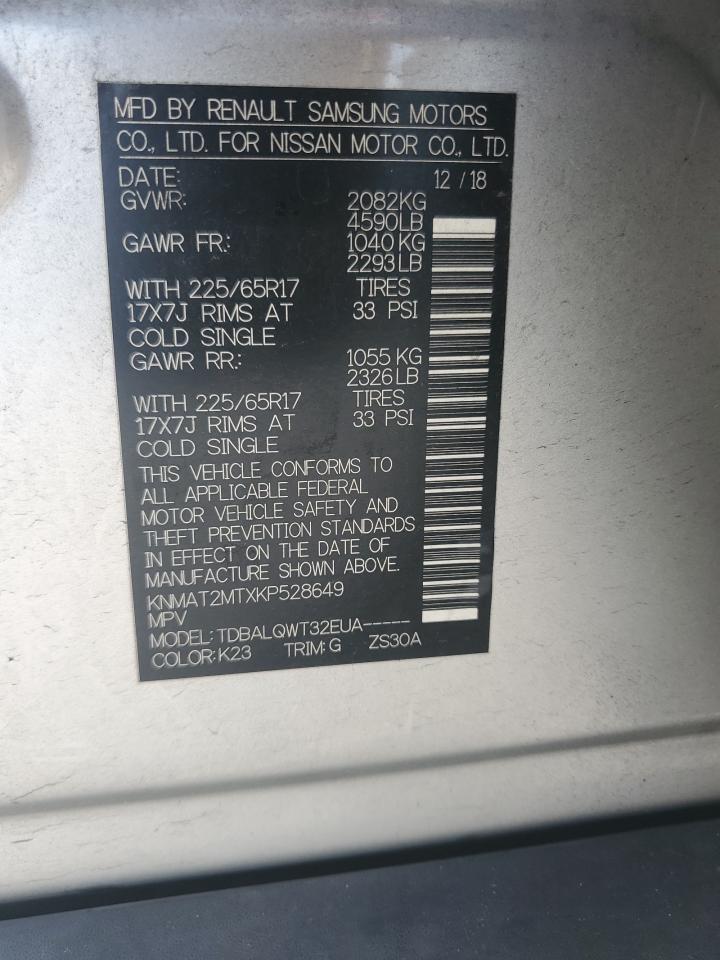 MFD BY RENAULT SAMSUNG MOTORS
CO., LTD. FOR NISSAN MOTOR CO., LTD.
DATE: 12 / 18
GVWR: 2082KG
4590LB
GAWR FR.: 1040 KG
2293 LB
WITH 225/65R17 TIRES
17X7J RIMS AT 33 PSI
COLD SINGLE
GAWR RR.: 1055 KG
2326 LB
WITH 225/65R17 TIRES
17X7J RIMS AT 33 PSI
COLD SINGLE
THIS VEHICLE CONFORMS TO
ALL APPLICABLE FEDERAL
MOTOR VEHICLE SAFETY AND
THEFT PREVENTION STANDARDS
IN EFFECT ON THE DATE OF
MANUFACTURE SHOWN ABOVE.
KNMAT2MTXKP528649
MPV
MODEL: TDBALQWT32EUA-----
COLOR: K23 TRIM: G ZS30A